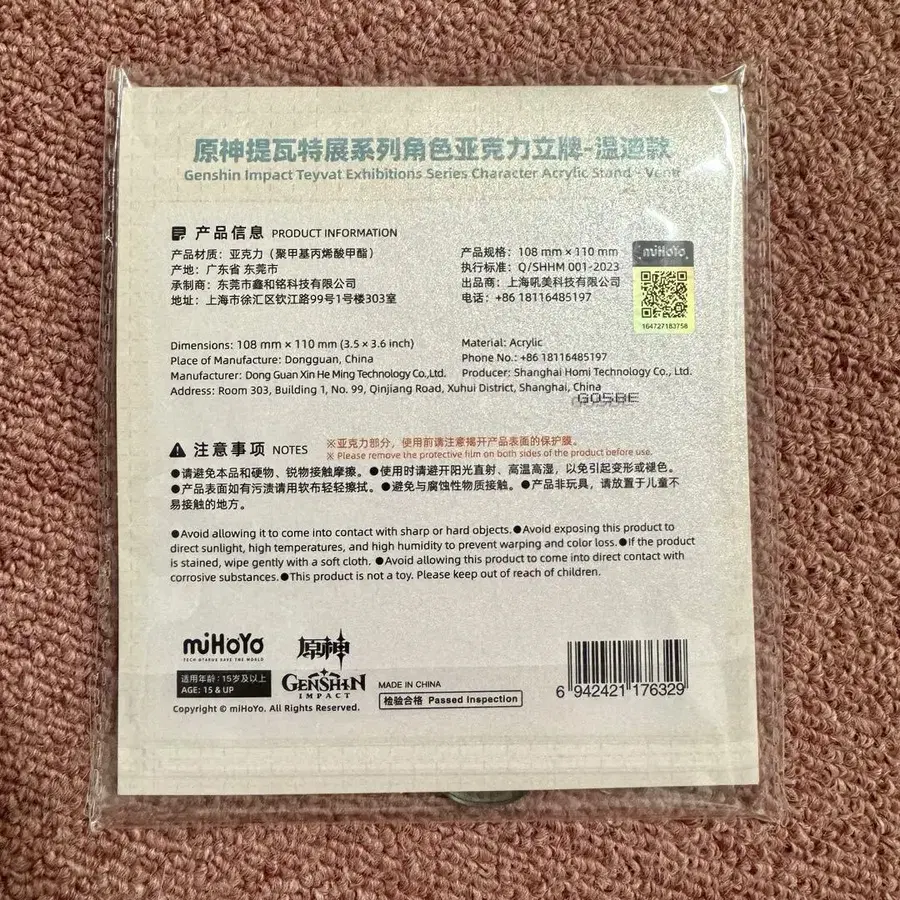 原神提瓦特展系列角色亚克力立牌-温迪款
Genshin Impact Teyvat Exhibitions Series Character Acrylic Stand - Venti
产品信息 PRODUCT INFORMATION
产品材质：亚克力（聚甲基丙烯酸甲酯）
产地：广东省 东莞市
承制商：东莞市鑫和铭科技有限公司
地址：上海市徐汇区钦江路99号1号楼303室
产品规格：108 mm × 110 mm
执行标准：Q/SHHM 001-2023
出品商：上海吼美科技有限公司
电话：+86 18116485197
miHoYo
164727183758
Dimensions: 108 mm × 110 mm (3.5 × 3.6 inch)
Place of Manufacture: Dongguan, China
Manufacturer: Dong Guan Xin He Ming Technology Co.,Ltd.
Material: Acrylic
Phone No.: +86 18116485197
Producer: Shanghai Homi Technology Co., Ltd.
Address: Room 303, Building 1, No. 99, Qinjiang Road, Xuhui District, Shanghai, China
G05BE
注意事项 NOTES
※亚克力部分，使用前请注意揭开产品表面的保护膜。
※ Please remove the protective film on both sides of the product before use.
●请避免本品和硬物、锐物接触摩擦。●使用时请避开阳光直射、高温高湿，以免引起变形或褪色。
●产品表面如有污渍请用软布轻轻擦拭。●避免与腐蚀性物质接触。●产品非玩具，请放置于儿童不
易接触的地方。
●Avoid allowing it to come into contact with sharp or hard objects.●Avoid exposing this product to
direct sunlight, high temperatures, and high humidity to prevent warping and color loss.●If the product
is stained, wipe gently with a soft cloth. ●Avoid allowing this product to come into direct contact with
corrosive substances.●This product is not a toy. Please keep out of reach of children.
miHoYo
TECH OTAKUS SAVE THE WORLD
原神
GENSHIN
IMPACT
适用年龄：15岁及以上
AGE: 15 & UP
Copyright © miHoYo. All Rights Reserved.
MADE IN CHINA
检验合格 Passed Inspection
6 942421 176329